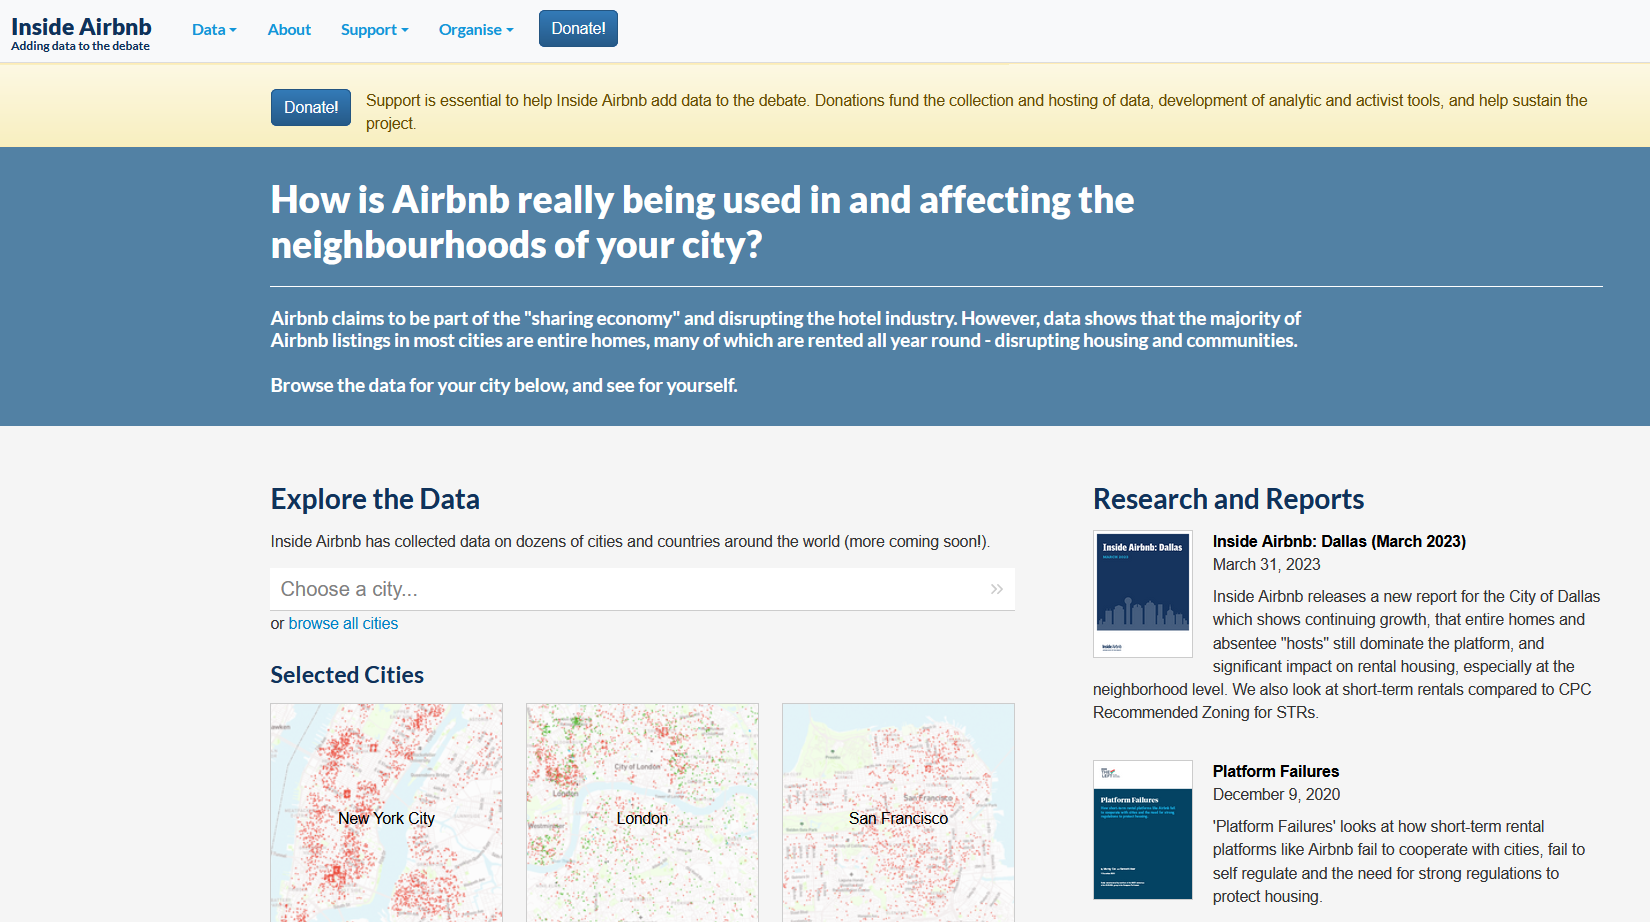 Inside Airbnb
Adding data to the debate
Data
About
Support
Organise
Donate!
Donate!
Support is essential to help Inside Airbnb add data to the debate. Donations fund the collection and hosting of data, development of analytic and activist tools, and help sustain the
project.
How is Airbnb really being used in and affecting the
neighbourhoods of your city?
Airbnb claims to be part of the "sharing economy" and disrupting the hotel industry. However, data shows that the majority of
Airbnb listings in most cities are entire homes, many of which are rented all year round - disrupting housing and communities.
Browse the data for your city below, and see for yourself.
Explore the Data
Inside Airbnb has collected data on dozens of cities and countries around the world (more coming soon!).
Choose a city... »
or browse all cities
Selected Cities
New York City
City of London
London
Westminster
London
San Francisco
San Francisco
Research and Reports
Inside Airbnb: Dallas
Inside Airbnb
Inside Airbnb: Dallas (March 2023)
March 31, 2023
Inside Airbnb releases a new report for the City of Dallas
which shows continuing growth, that entire homes and
absentee "hosts" still dominate the platform, and
significant impact on rental housing, especially at the
neighborhood level. We also look at short-term rentals compared to CPC
Recommended Zoning for STRs.
Platform Failures
Platform Failures
December 9, 2020
'Platform Failures' looks at how short-term rental
platforms like Airbnb fail to cooperate with cities, fail to
self regulate and the need for strong regulations to
protect housing.